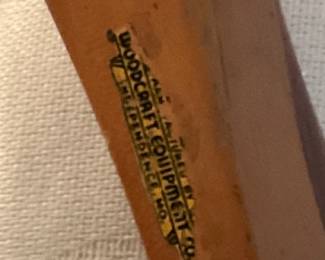 WOODCRAFT EQUIPMENT CO
INDEPENDENCE, MO.